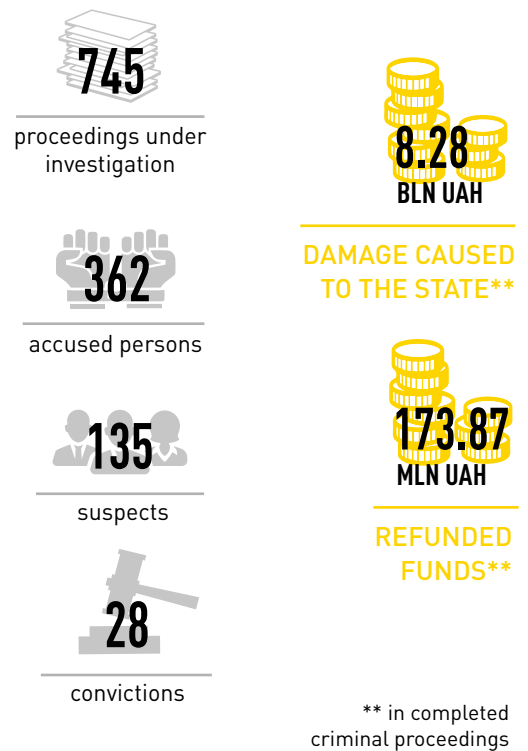 745
proceedings under
investigation
362
accused persons
135
suspects
28
convictions
8.28
BLN UAH
DAMAGE CAUSED
TO THE STATE**
173.87
MLN UAH
REFUNDED
FUNDS**
** in completed
criminal proceedings